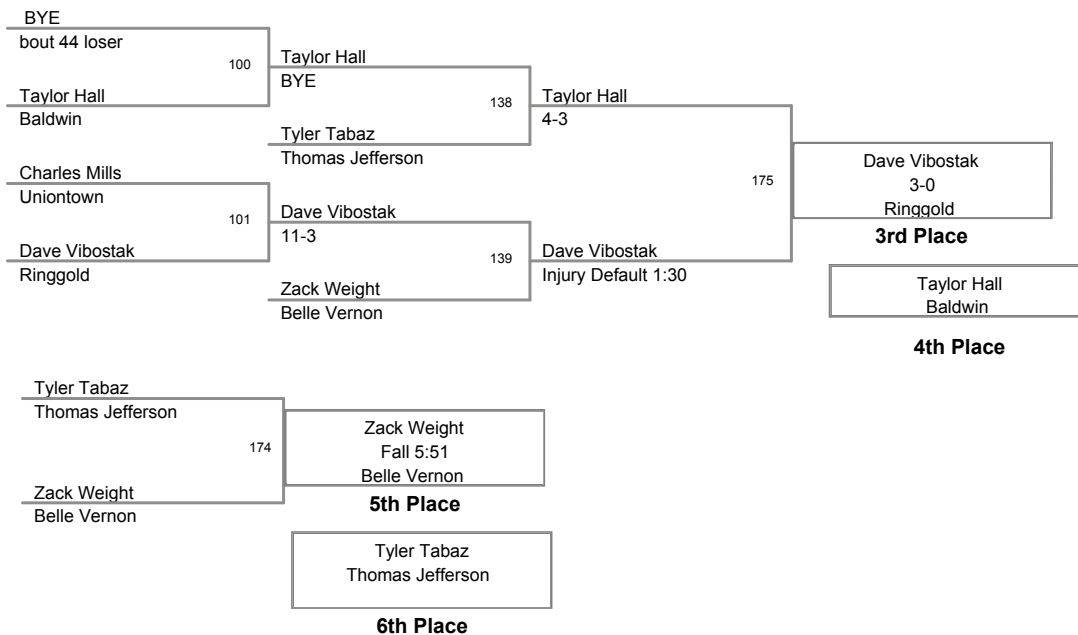 BYE
bout 44 loser
100
Taylor Hall
Baldwin
Taylor Hall
BYE
138
Tyler Tabaz
Thomas Jefferson
Charles Mills
Uniontown
101
Dave Vibostak
Ringgold
Dave Vibostak
11-3
139
Zack Weight
Belle Vernon
Taylor Hall
4-3
175
Dave Vibostak
Injury Default 1:30
Dave Vibostak
3-0
Ringgold
3rd Place
Taylor Hall
Baldwin
4th Place
Tyler Tabaz
Thomas Jefferson
174
Zack Weight
Belle Vernon
Zack Weight
Fall 5:51
Belle Vernon
5th Place
Tyler Tabaz
Thomas Jefferson
6th Place